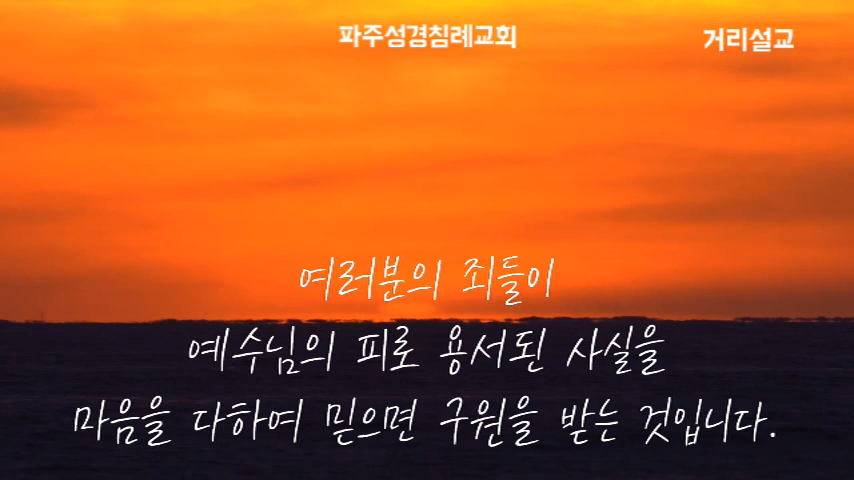 파주성경침례교회
거리설교
여러분의 죄들이
예수님의 피로 용서된 사실을
마음을 다하여 믿으면 구원을 받는 것입니다.